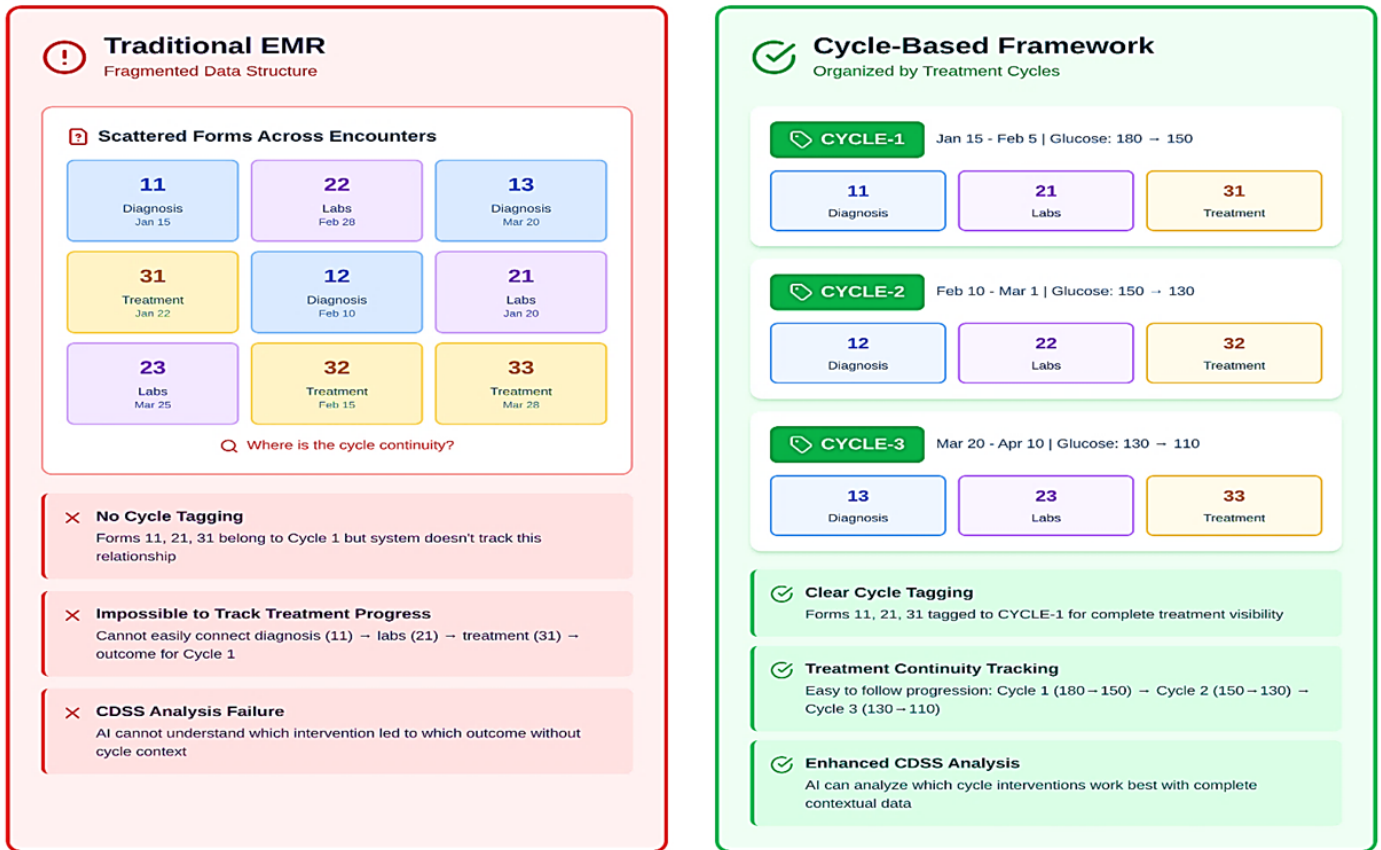 Traditional EMR
Fragmented Data Structure
Scattered Forms Across Encounters
11
Diagnosis
Jan 15
22
Labs
Feb 28
13
Diagnosis
Mar 20
31
Treatment
Jan 22
12
Diagnosis
Feb 10
21
Labs
Jan 20
23
Labs
Mar 25
32
Treatment
Feb 15
33
Treatment
Mar 28
Where is the cycle continuity?
No Cycle Tagging
Forms 11, 21, 31 belong to Cycle 1 but system doesn't track this
relationship
Impossible to Track Treatment Progress
Cannot easily connect diagnosis (11) → labs (21) → treatment (31) →
outcome for Cycle 1
CDSS Analysis Failure
AI cannot understand which intervention led to which outcome without
cycle context
Cycle-Based Framework
Organized by Treatment Cycles
CYCLE-1
Jan 15 - Feb 5 | Glucose: 180 → 150
11
Diagnosis
21
Labs
31
Treatment
CYCLE-2
Feb 10 - Mar 1 | Glucose: 150 → 130
12
Diagnosis
22
Labs
32
Treatment
CYCLE-3
Mar 20 - Apr 10 | Glucose: 130 → 110
13
Diagnosis
23
Labs
33
Treatment
Clear Cycle Tagging
Forms 11, 21, 31 tagged to CYCLE-1 for complete treatment visibility
Treatment Continuity Tracking
Easy to follow progression: Cycle 1 (180→150) → Cycle 2 (150→130) →
Cycle 3 (130→110)
Enhanced CDSS Analysis
AI can analyze which cycle interventions work best with complete
contextual data